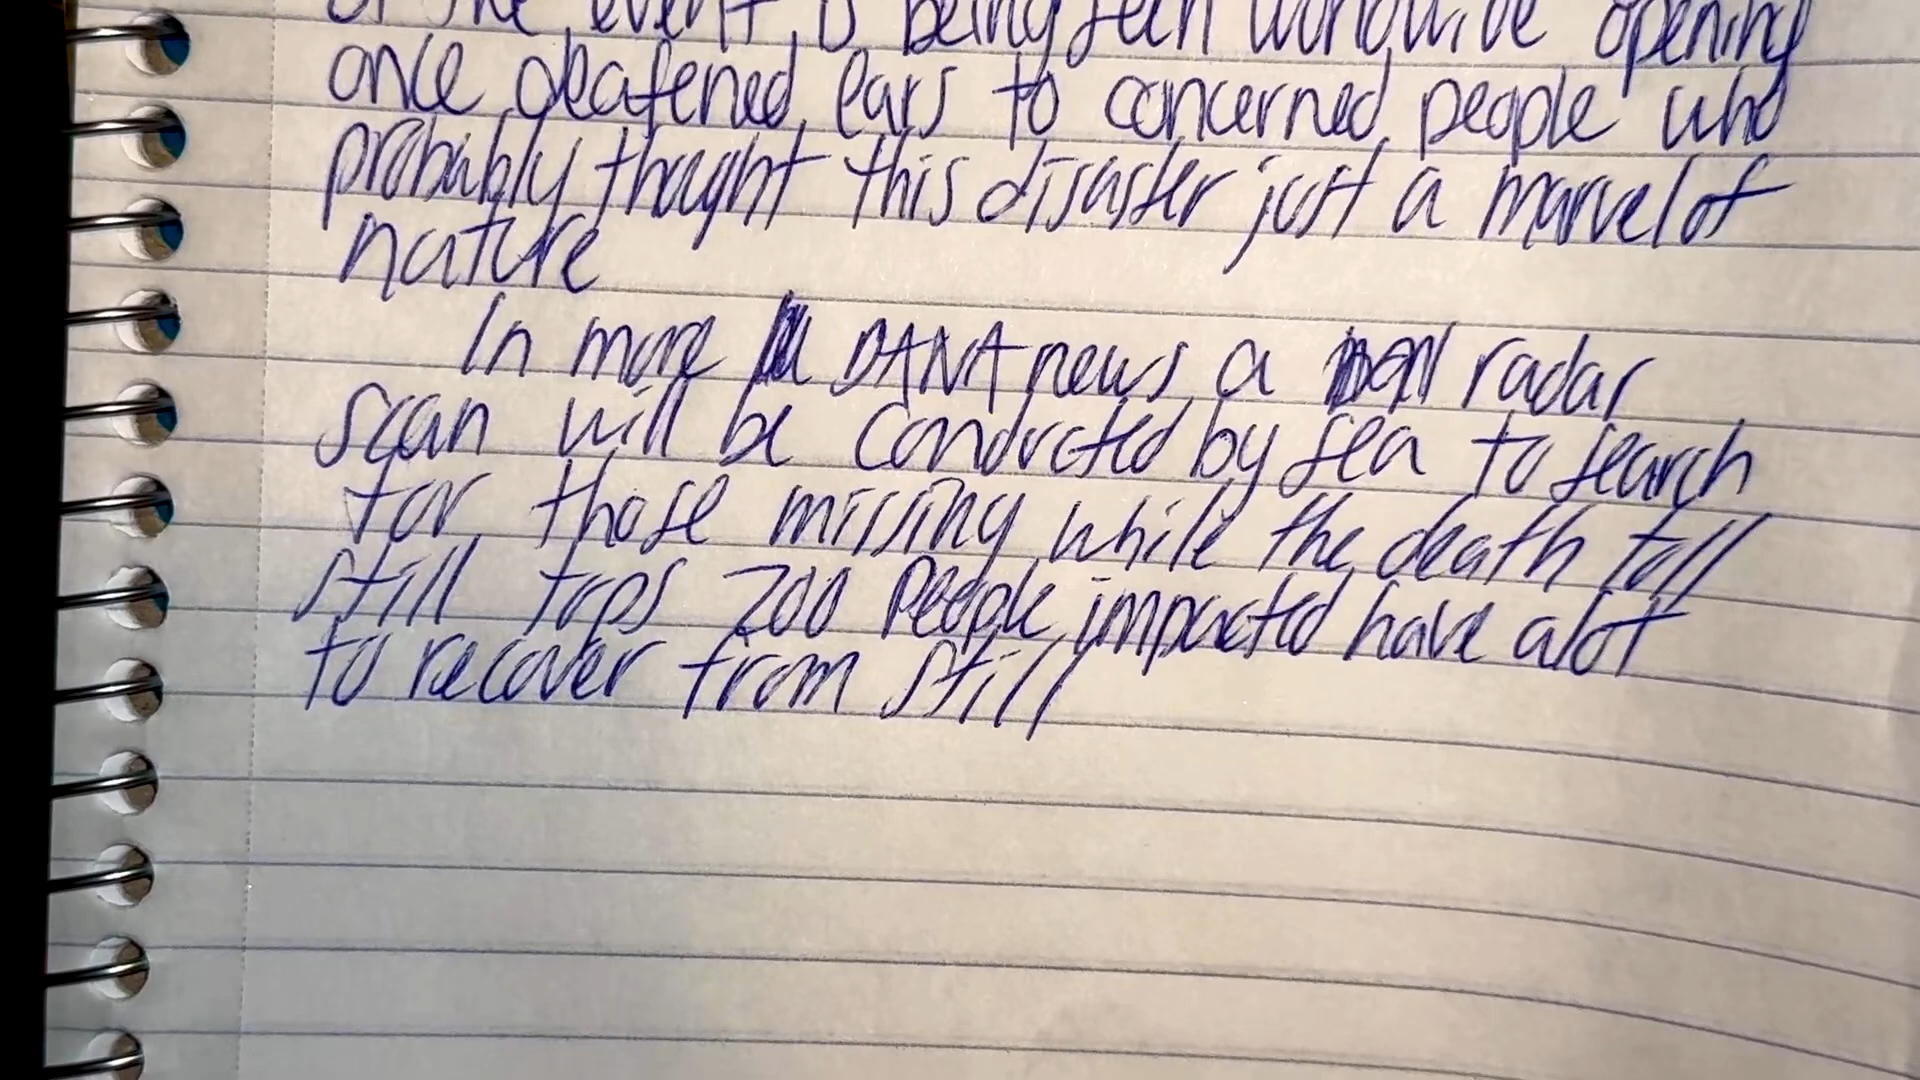 of the event is being seen worldwide opening
once deafened ears to concerned people who
probably thought this disaster just a marvel of
nature
In more DANA news a radar
scan will be conducted by sea to search
for those missing while the death toll
still tops 200 people impacted have alot
to recover from still